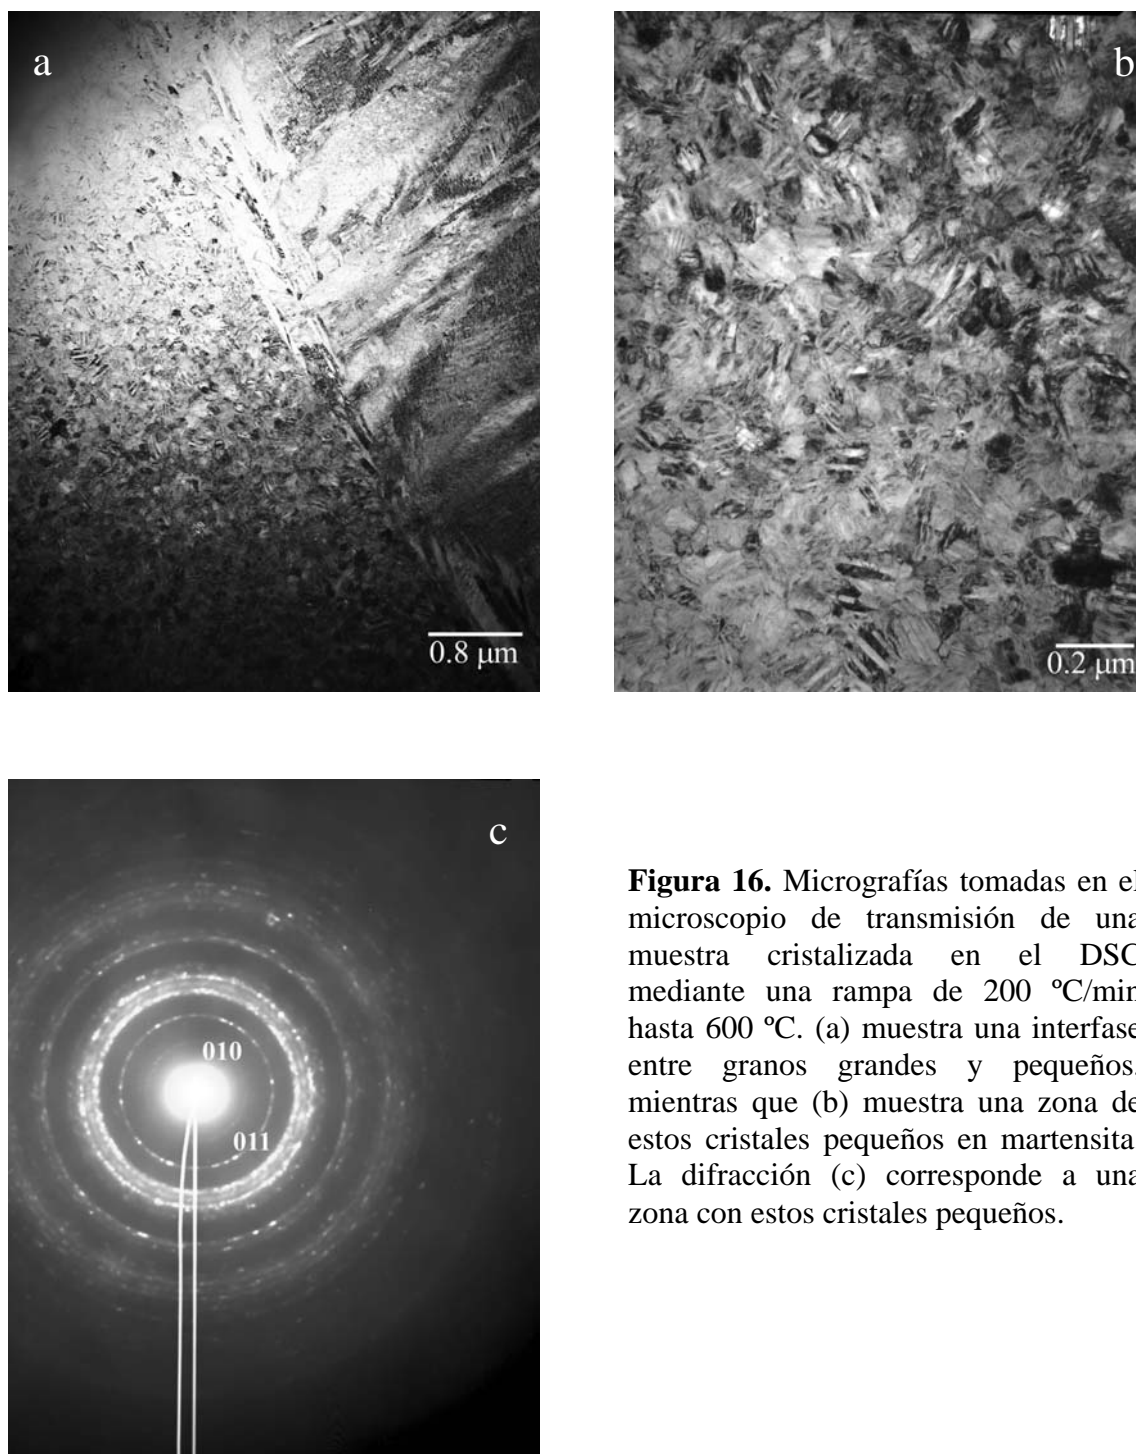 a
b
0.8 μm
0.2 μm
c
010
011
Figura 16. Micrografías tomadas en el
microscopio de transmisión de una
muestra cristalizada en el DSC
mediante una rampa de 200 ºC/min
hasta 600 ºC. (a) muestra una interfase
entre granos grandes y pequeños,
mientras que (b) muestra una zona de
estos cristales pequeños en martensita.
La difracción (c) corresponde a una
zona con estos cristales pequeños.